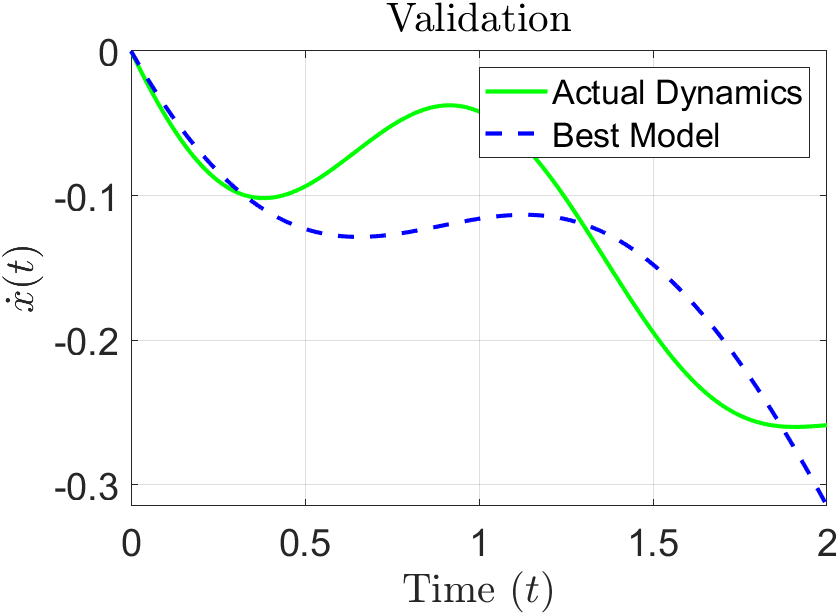 Validation
Actual Dynamics
Best Model
0
-0.1
-0.2
-0.3
ẋ(t)
0 0.5 1 1.5 2
Time (t)